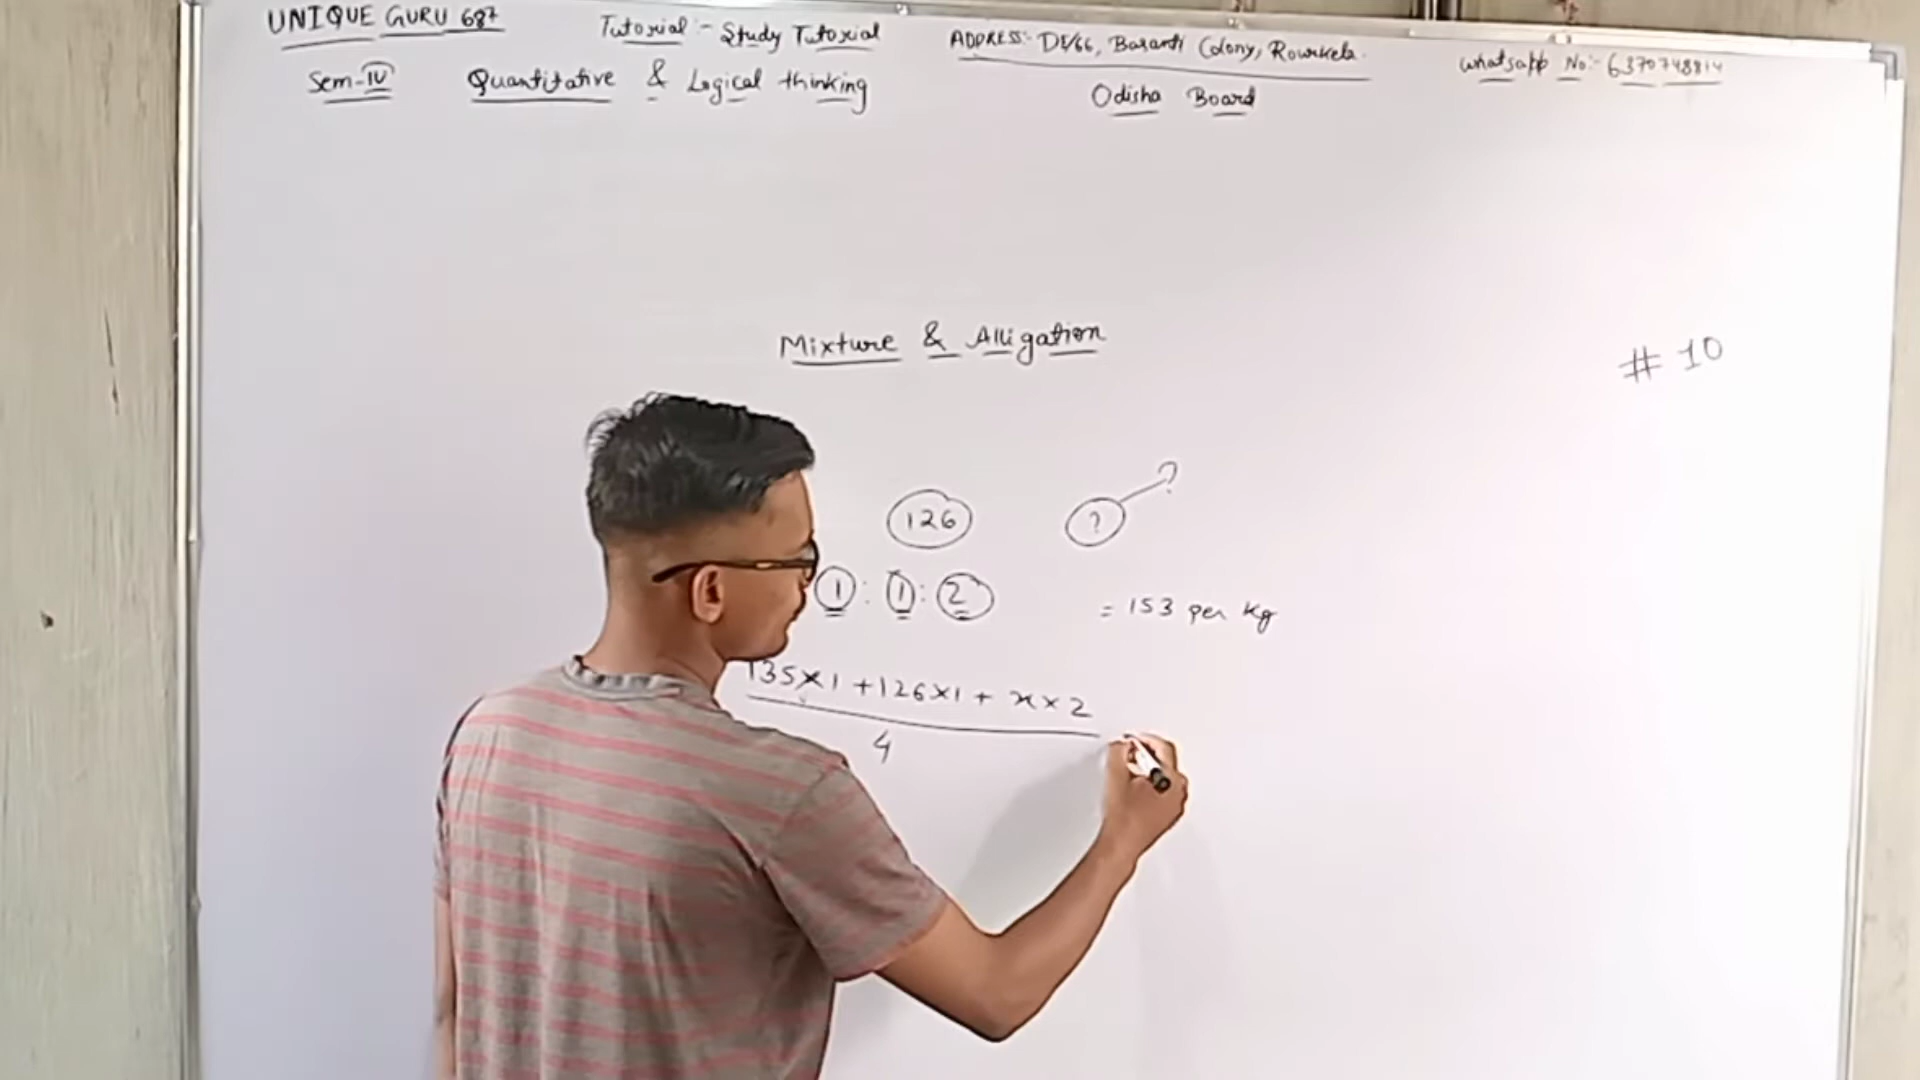 UNIQUE GURU 687 Tutorial :- Study Tutorial ADDRESS:- DE/66, Basanti Colony, Rourkela. Whatsapp No:- 6370748814
Sem-IV Quantitative & Logical thinking Odisha Board
Mixture & Alligation
# 10
126 ? ?
1 : 1 : 2 = 153 per kg
135×1 + 126×1 + x×2
4